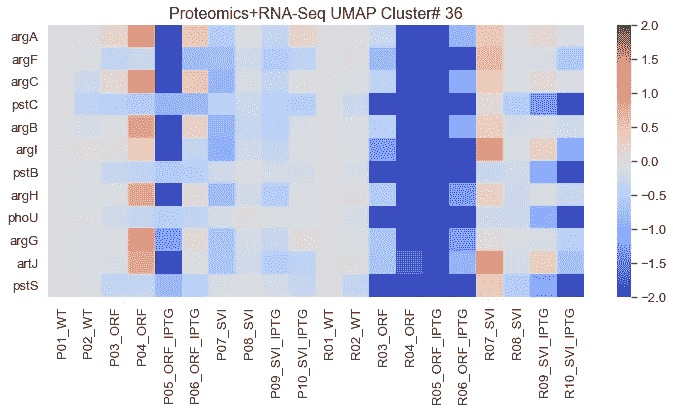 Proteomics+RNA-Seq UMAP Cluster# 36
argA
argF
argC
pstC
argB
argI
pstB
argH
phoU
argG
artJ
pstS
P01_WT
P02_WT
P03_ORF
P04_ORF
P05_ORF_IPTG
P06_ORF_IPTG
P07_SVI
P08_SVI
P09_SVI_IPTG
P10_SVI_IPTG
R01_WT
R02_WT
R03_ORF
R04_ORF
R05_ORF_IPTG
R06_ORF_IPTG
R07_SVI
R08_SVI
R09_SVI_IPTG
R10_SVI_IPTG
2.0
1.5
1.0
0.5
0.0
−0.5
−1.0
−1.5
−2.0